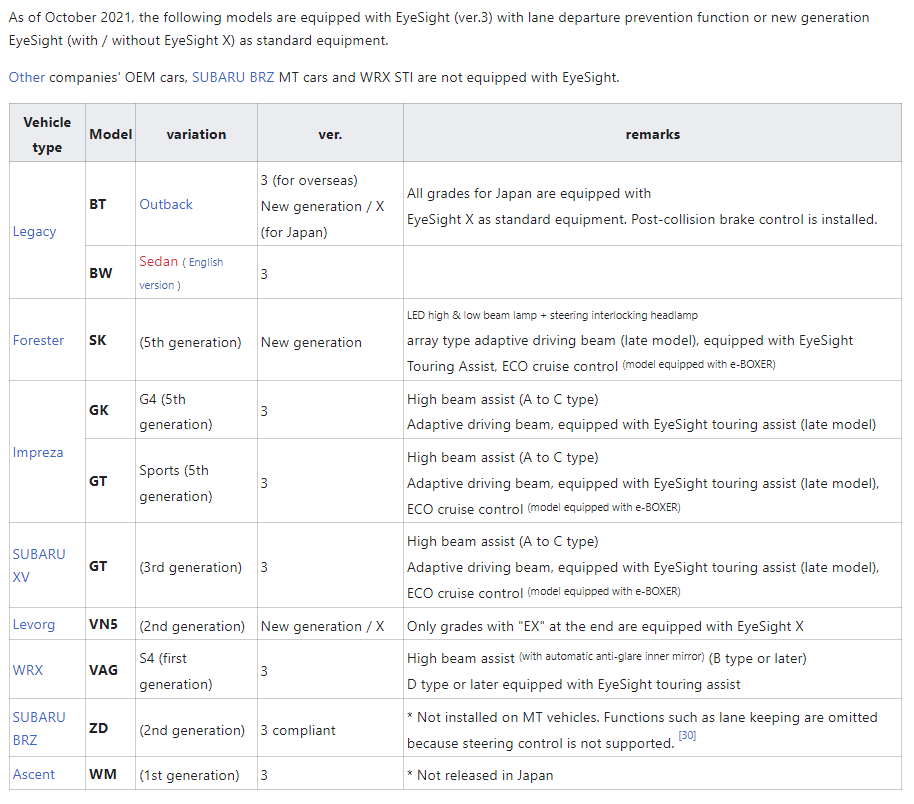 As of October 2021, the following models are equipped with EyeSight (ver.3) with lane departure prevention function or new generation
EyeSight (with / without EyeSight X) as standard equipment.
Other companies' OEM cars, SUBARU BRZ MT cars and WRX STI are not equipped with EyeSight.
Vehicle
type
Model
variation
ver.
remarks
Legacy
BT
Outback
3 (for overseas)
New generation / X
(for Japan)
All grades for Japan are equipped with
EyeSight X as standard equipment. Post-collision brake control is installed.
BW
Sedan ( English
version )
3
Forester
SK
(5th generation)
New generation
LED high & low beam lamp + steering interlocking headlamp
array type adaptive driving beam (late model), equipped with EyeSight
Touring Assist, ECO cruise control (model equipped with e-BOXER)
Impreza
GK
G4 (5th
generation)
3
High beam assist (A to C type)
Adaptive driving beam, equipped with EyeSight touring assist (late model)
GT
Sports (5th
generation)
3
High beam assist (A to C type)
Adaptive driving beam, equipped with EyeSight touring assist (late model),
ECO cruise control (model equipped with e-BOXER)
SUBARU
XV
GT
(3rd generation)
3
High beam assist (A to C type)
Adaptive driving beam, equipped with EyeSight touring assist (late model),
ECO cruise control (model equipped with e-BOXER)
Levorg
VN5
(2nd generation)
New generation / X
Only grades with "EX" at the end are equipped with EyeSight X
WRX
VAG
S4 (first
generation)
3
High beam assist (with automatic anti-glare inner mirror) (B type or later)
D type or later equipped with EyeSight touring assist
SUBARU
BRZ
ZD
(2nd generation)
3 compliant
* Not installed on MT vehicles. Functions such as lane keeping are omitted
because steering control is not supported. [30]
Ascent
WM
(1st generation)
3
* Not released in Japan